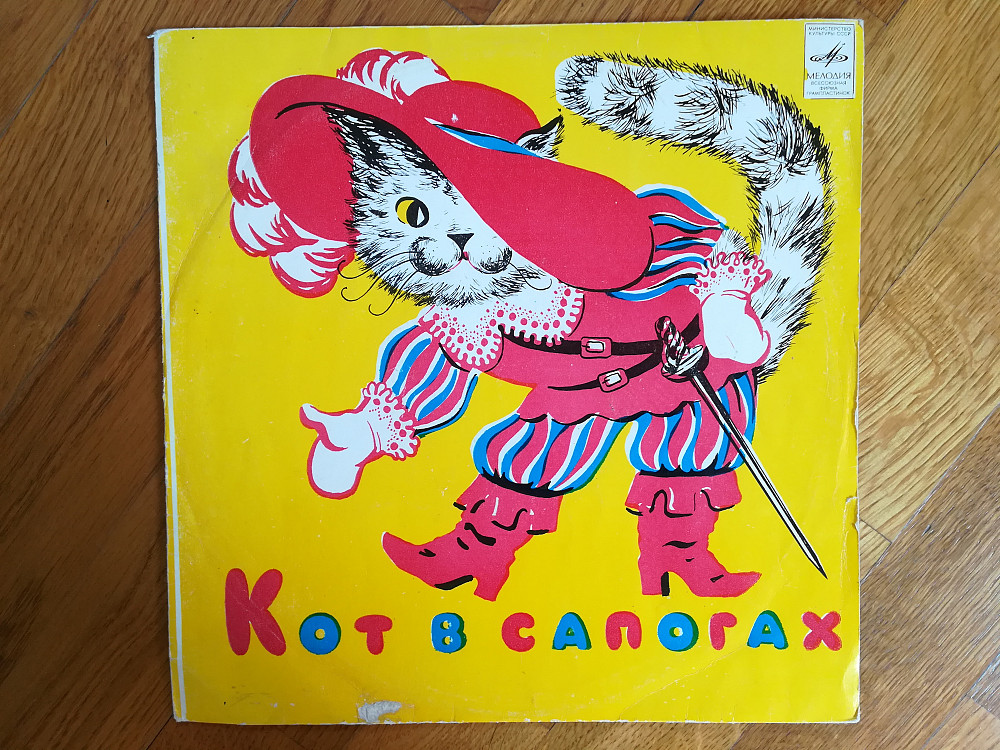 МИНИСТЕРСТВО
КУЛЬТУРЫ СССР
МЕЛОДИЯ
ВСЕСОЮЗНАЯ
ФИРМА
ГРАМПЛАСТИНОК
Кот в сапогах